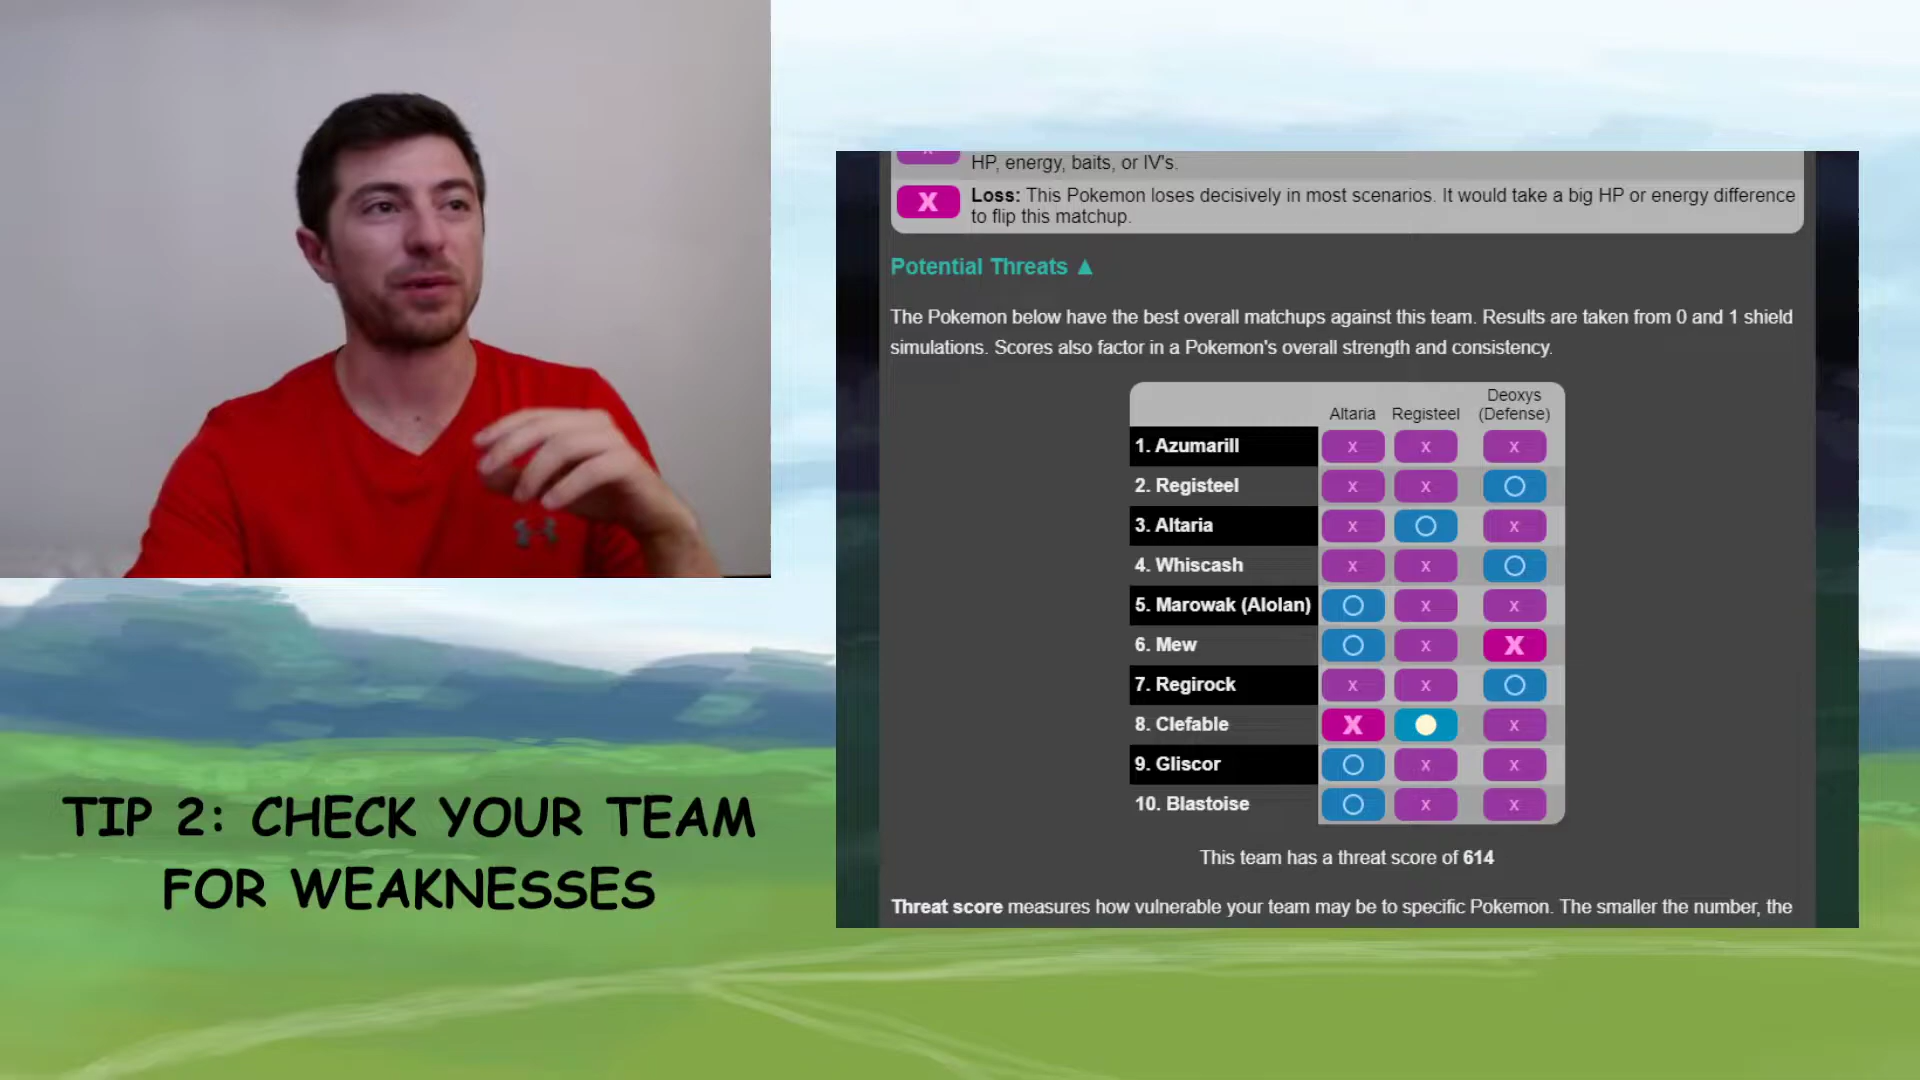 HP, energy, baits, or IV's.
X Loss: This Pokemon loses decisively in most scenarios. It would take a big HP or energy difference
to flip this matchup.
Potential Threats ▲
The Pokemon below have the best overall matchups against this team. Results are taken from 0 and 1 shield
simulations. Scores also factor in a Pokemon's overall strength and consistency.
Altaria Registeel Deoxys
(Defense)
1. Azumarill x x x
2. Registeel x x
3. Altaria x x
4. Whiscash x x
5. Marowak (Alolan) x x
6. Mew x X
7. Regirock x x
8. Clefable X x
9. Gliscor x x
10. Blastoise x x
This team has a threat score of 614
Threat score measures how vulnerable your team may be to specific Pokemon. The smaller the number, the
TIP 2: CHECK YOUR TEAM
FOR WEAKNESSES